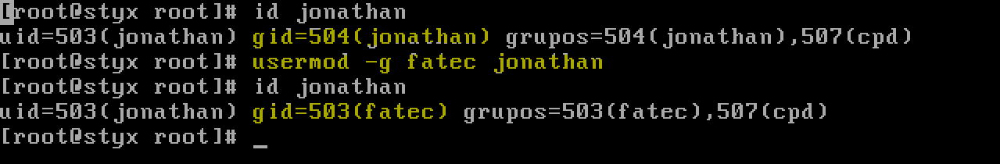 [root@styx root]# id jonathan
uid=503(jonathan) gid=504(jonathan) grupos=504(jonathan),507(cpd)
[root@styx root]# usermod -g fatec jonathan
[root@styx root]# id jonathan
uid=503(jonathan) gid=503(fatec) grupos=503(fatec),507(cpd)
[root@styx root]# _